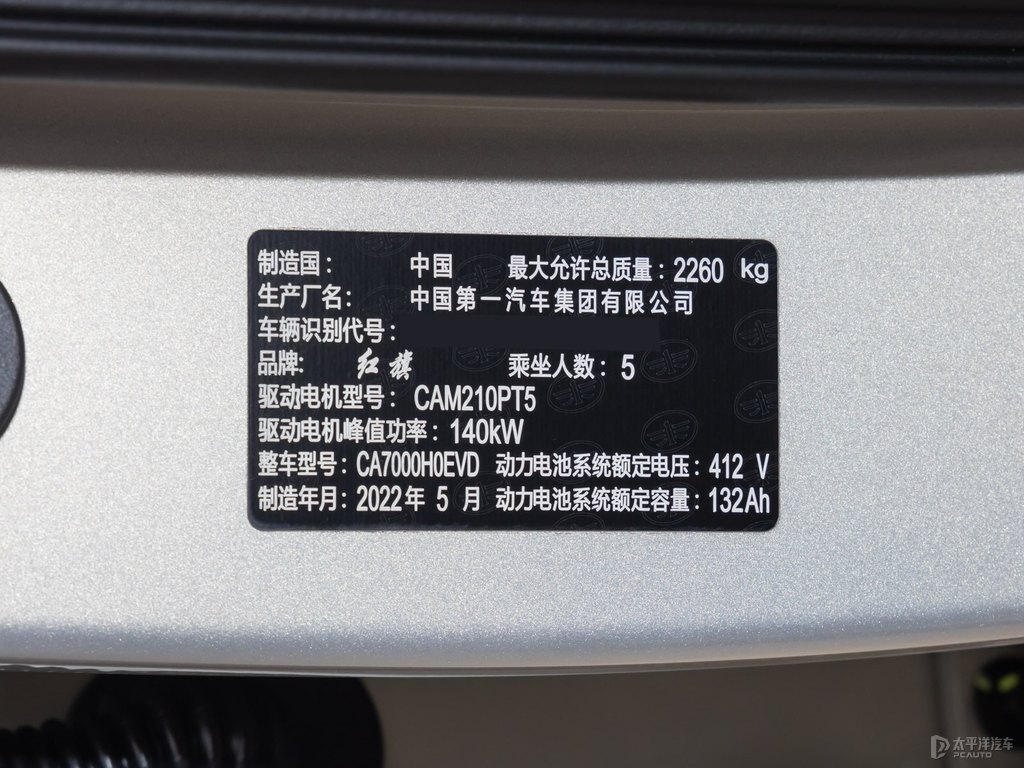 制造国： 中国 最大允许总质量：2260 kg
生产厂名： 中国第一汽车集团有限公司
车辆识别代号：
品牌: 红旗 乘坐人数：5
驱动电机型号： CAM210PT5
驱动电机峰值功率：140kW
整车型号：CA7000H0EVD 动力电池系统额定电压：412 V
制造年月：2022年 5 月 动力电池系统额定容量：132Ah
太平洋汽车
PCAUTO